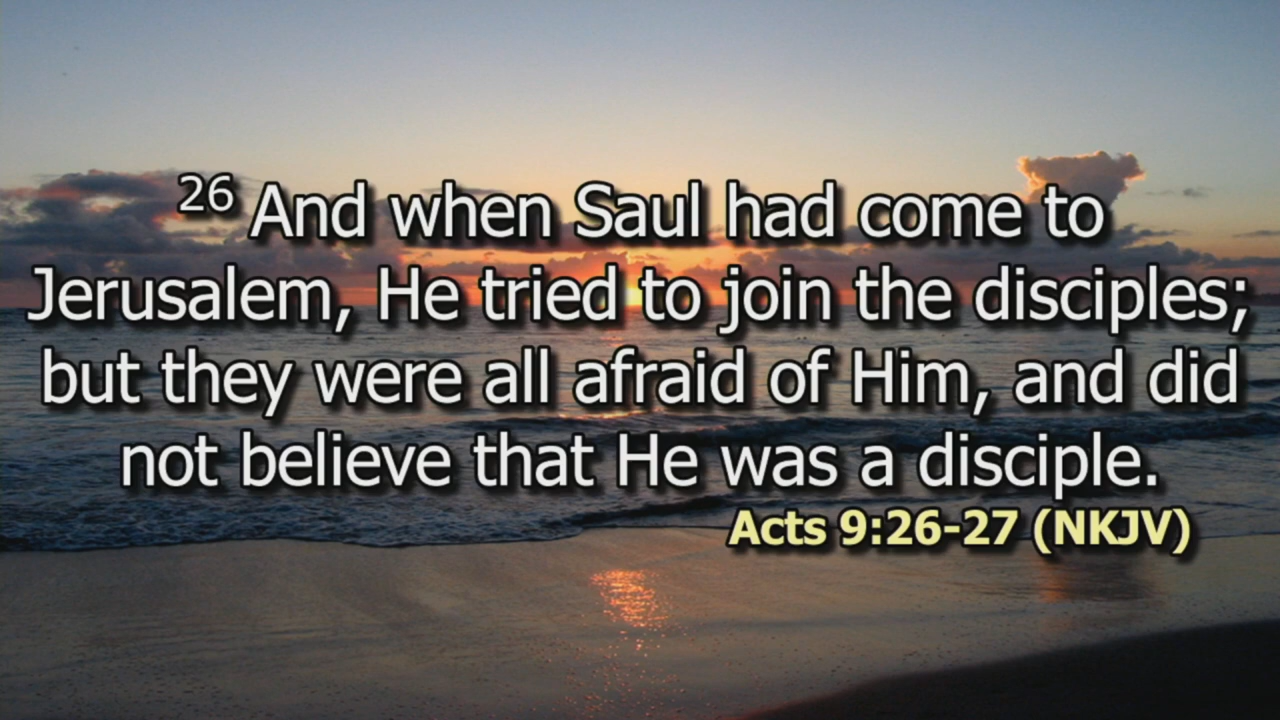 26 And when Saul had come to
Jerusalem, He tried to join the disciples;
but they were all afraid of Him, and did
not believe that He was a disciple.
Acts 9:26-27 (NKJV)